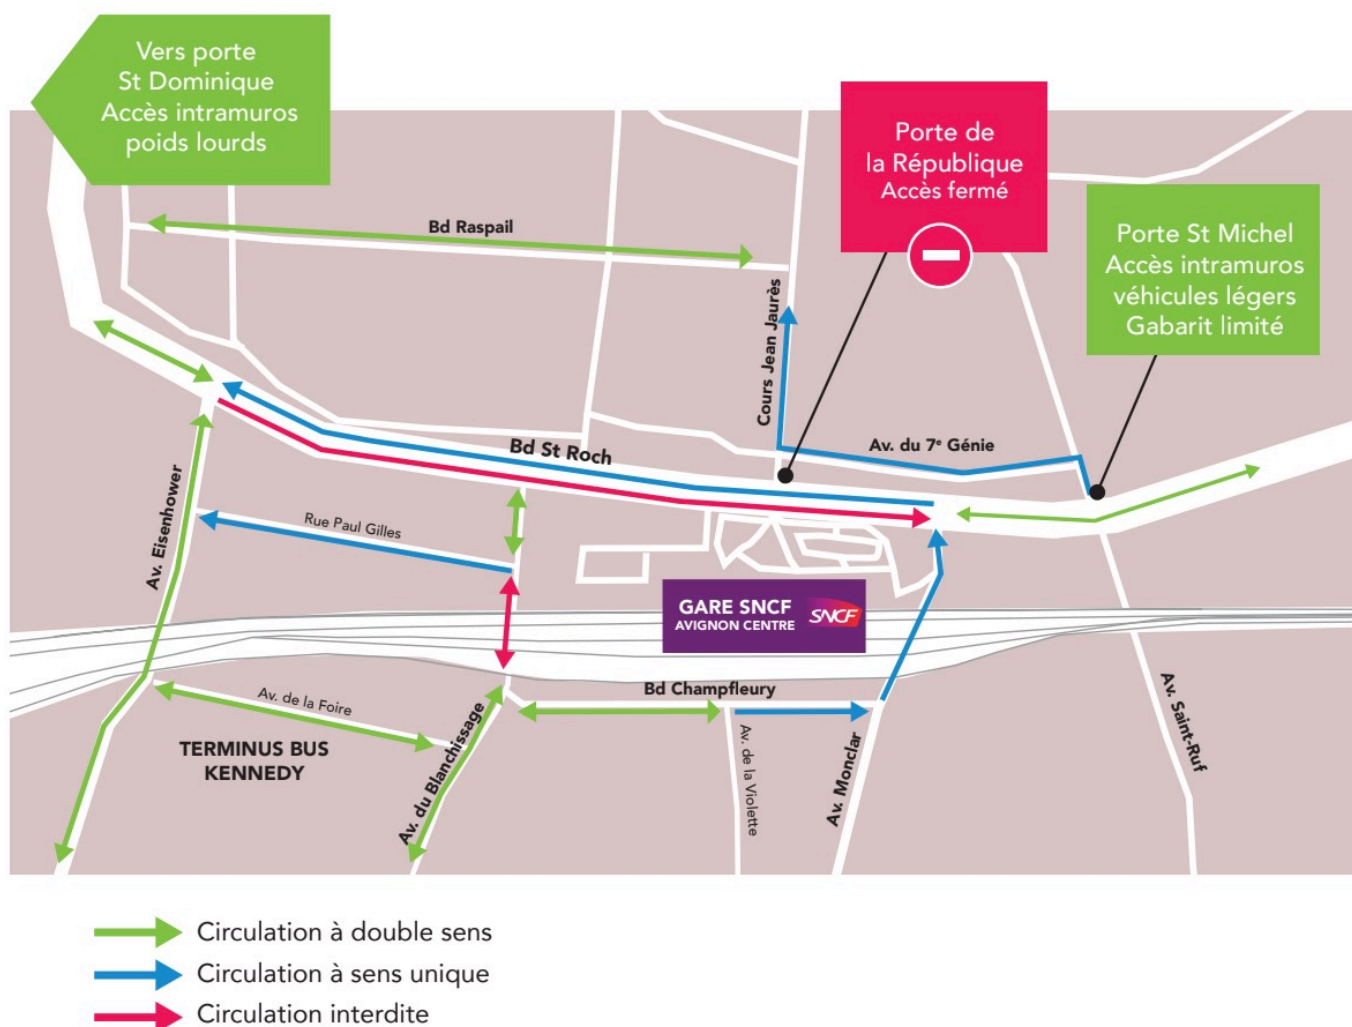 Vers porte
St Dominique
Accès intramuros
poids lourds
Porte de
la République
Accès fermé
Porte St Michel
Accès intramuros
véhicules légers
Gabarit limité
Bd Raspail
Cours Jean Jaurès
Av. du 7e Génie
Bd St Roch
Av. Eisenhower
Rue Paul Gilles
GARE SNCF
AVIGNON CENTRE
SNCF
Bd Champfleury
Av. de la Foire
TERMINUS BUS
KENNEDY
Av. du Blanchissage
Av. de la Violette
Av. Monclar
Av. Saint-Ruf
Circulation à double sens
Circulation à sens unique
Circulation interdite